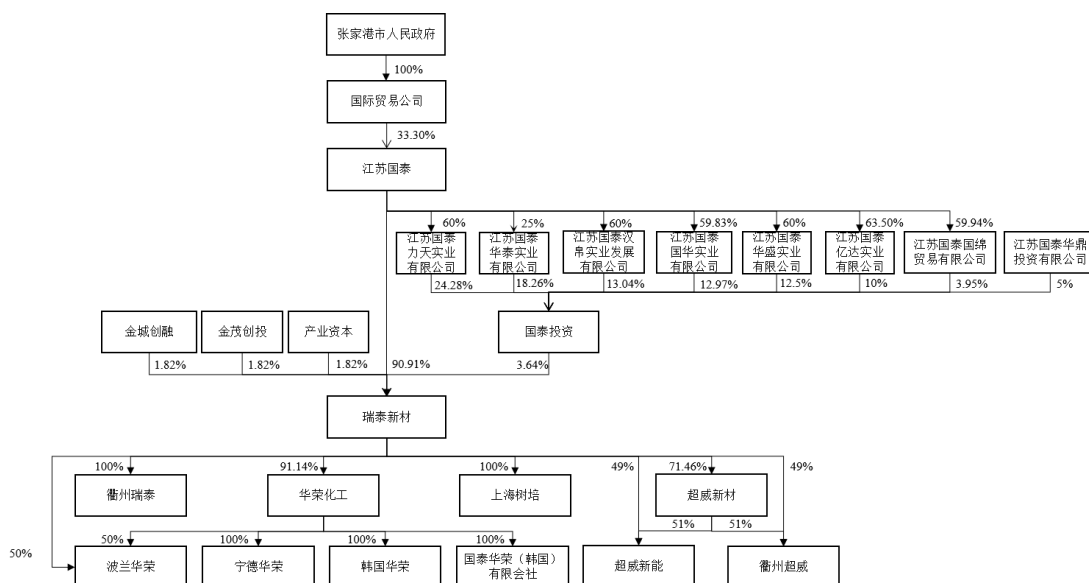 张家港市人民政府
100%
国际贸易公司
33.30%
江苏国泰
60%
25%
60%
59.83%
60%
63.50%
59.94%
江苏国泰
力天实业
有限公司
江苏国泰
华泰实业
有限公司
江苏国泰汉
帛实业发展
有限公司
江苏国泰
国华实业
有限公司
江苏国泰
华盛实业
有限公司
江苏国泰
亿达实业
有限公司
江苏国泰国绵
贸易有限公司
江苏国泰华鼎
投资有限公司
24.28%
18.26%
13.04%
12.97%
12.5%
10%
3.95%
5%
金城创融
金茂创投
产业资本
国泰投资
1.82%
1.82%
1.82%
90.91%
3.64%
瑞泰新材
100%
91.14%
100%
49%
71.46%
49%
衢州瑞泰
华荣化工
上海树培
超威新材
50%
50%
100%
100%
100%
51%
51%
波兰华荣
宁德华荣
韩国华荣
国泰华荣（韩国）
有限会社
超威新能
衢州超威